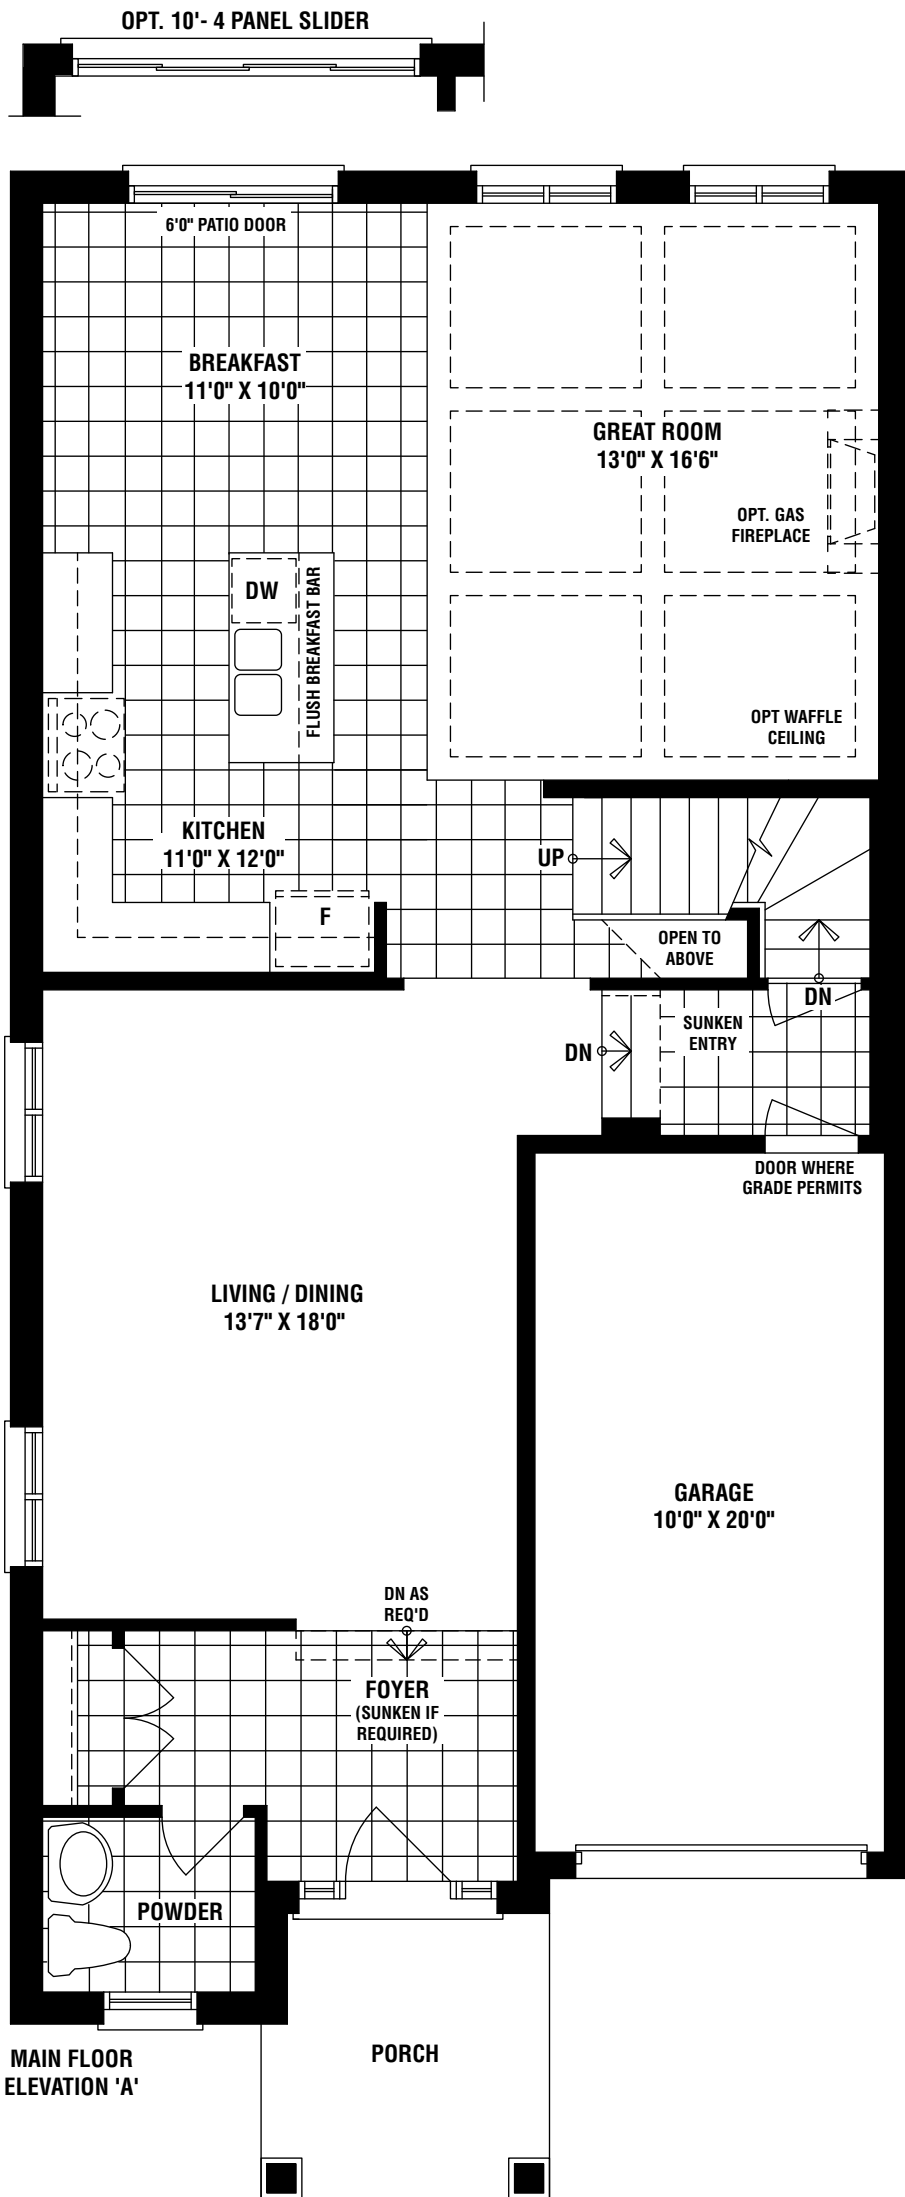 OPT. 10'- 4 PANEL SLIDER
6'0" PATIO DOOR
BREAKFAST
11'0" X 10'0"
GREAT ROOM
13'0" X 16'6"
OPT. GAS
FIREPLACE
DW
FLUSH BREAKFAST BAR
OPT WAFFLE
CEILING
KITCHEN
11'0" X 12'0"
UP
F
OPEN TO
ABOVE
DN
SUNKEN
ENTRY
DN
DOOR WHERE
GRADE PERMITS
LIVING / DINING
13'7" X 18'0"
GARAGE
10'0" X 20'0"
DN AS
REQ'D
FOYER
(SUNKEN IF
REQUIRED)
POWDER
PORCH
MAIN FLOOR
ELEVATION 'A'